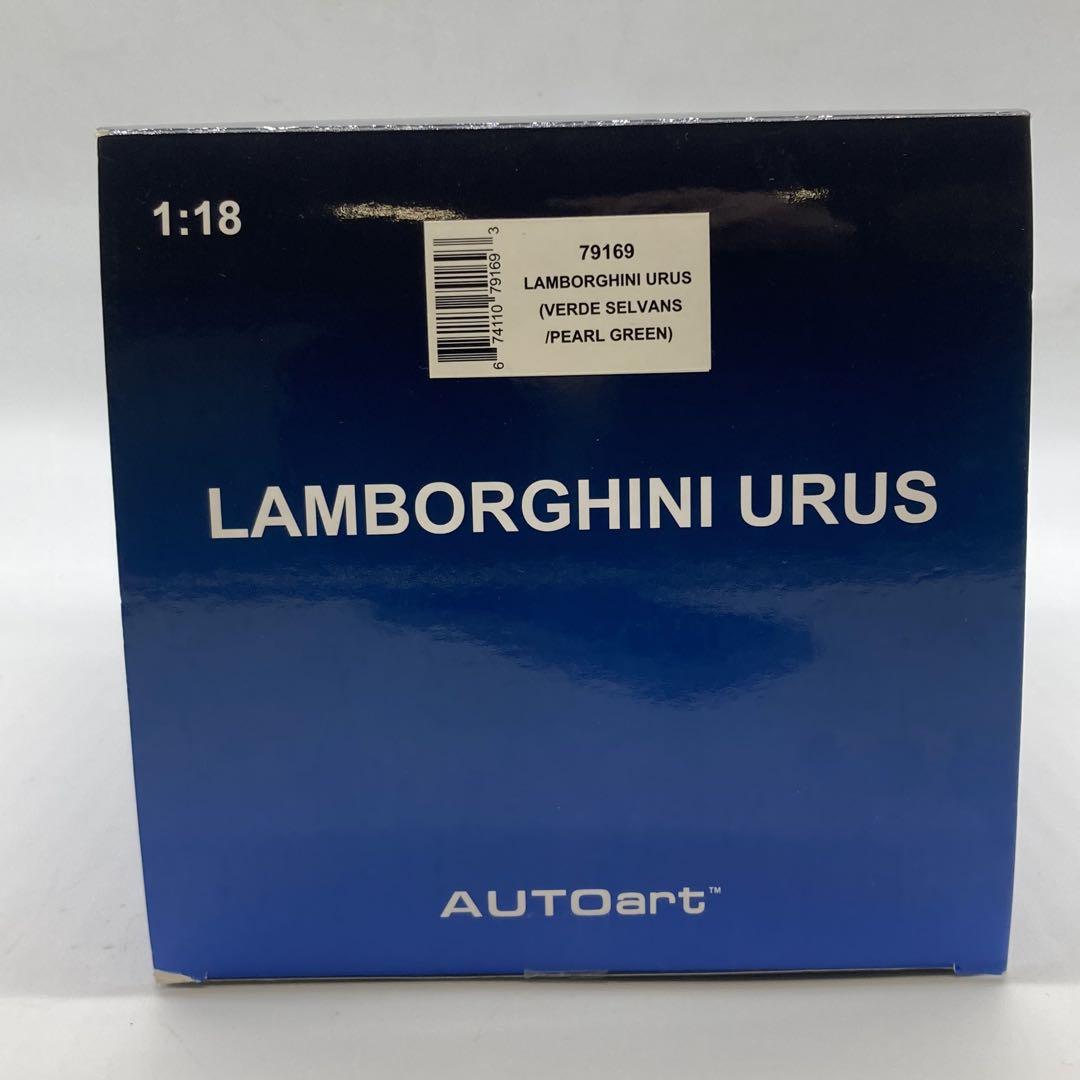 1:18
79169
LAMBORGHINI URUS
(VERDE SELVANS
/PEARL GREEN)
6 74110 79169 3
LAMBORGHINI URUS
AUTOart™